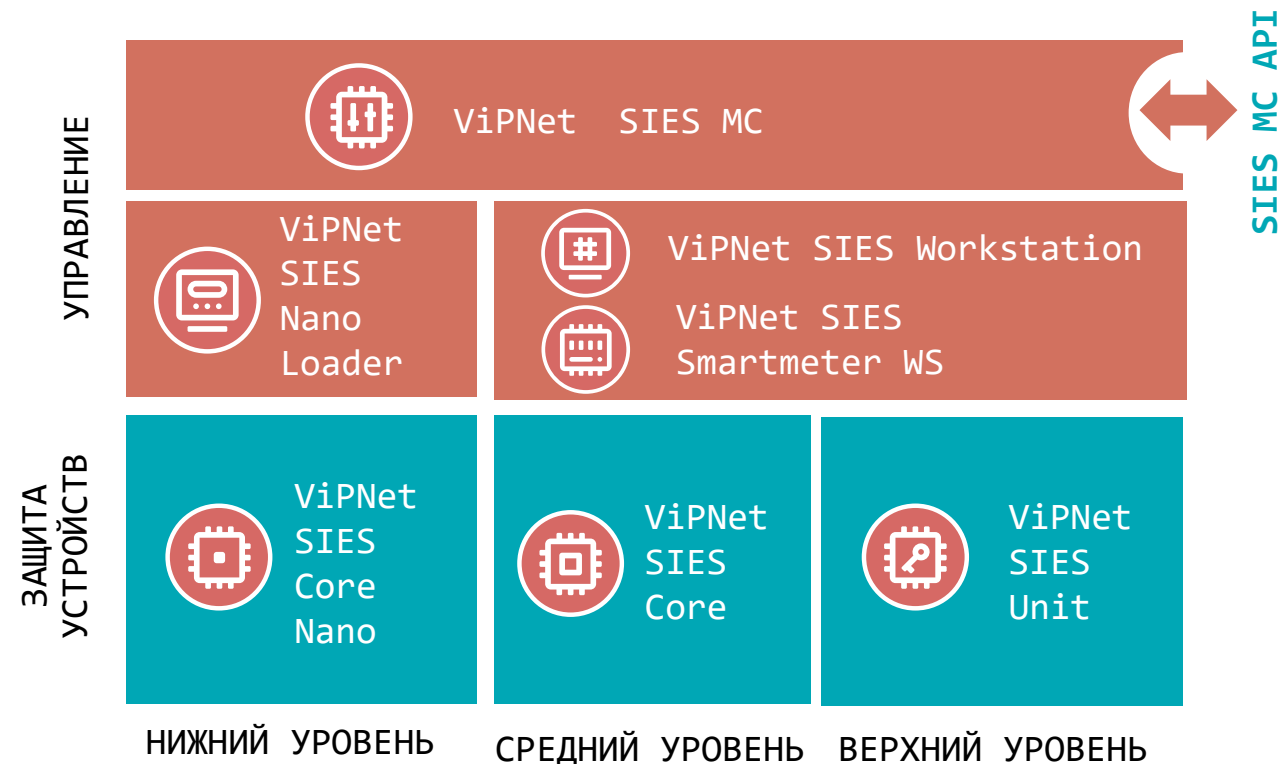 SIES MC API
УПРАВЛЕНИЕ
ViPNet SIES MC
ViPNet
SIES
Nano
Loader
ViPNet SIES Workstation
ViPNet SIES
Smartmeter WS
ЗАЩИТА
УСТРОЙСТВ
ViPNet
SIES
Core
Nano
ViPNet
SIES
Core
ViPNet
SIES
Unit
НИЖНИЙ УРОВЕНЬ
СРЕДНИЙ УРОВЕНЬ
ВЕРХНИЙ УРОВЕНЬ